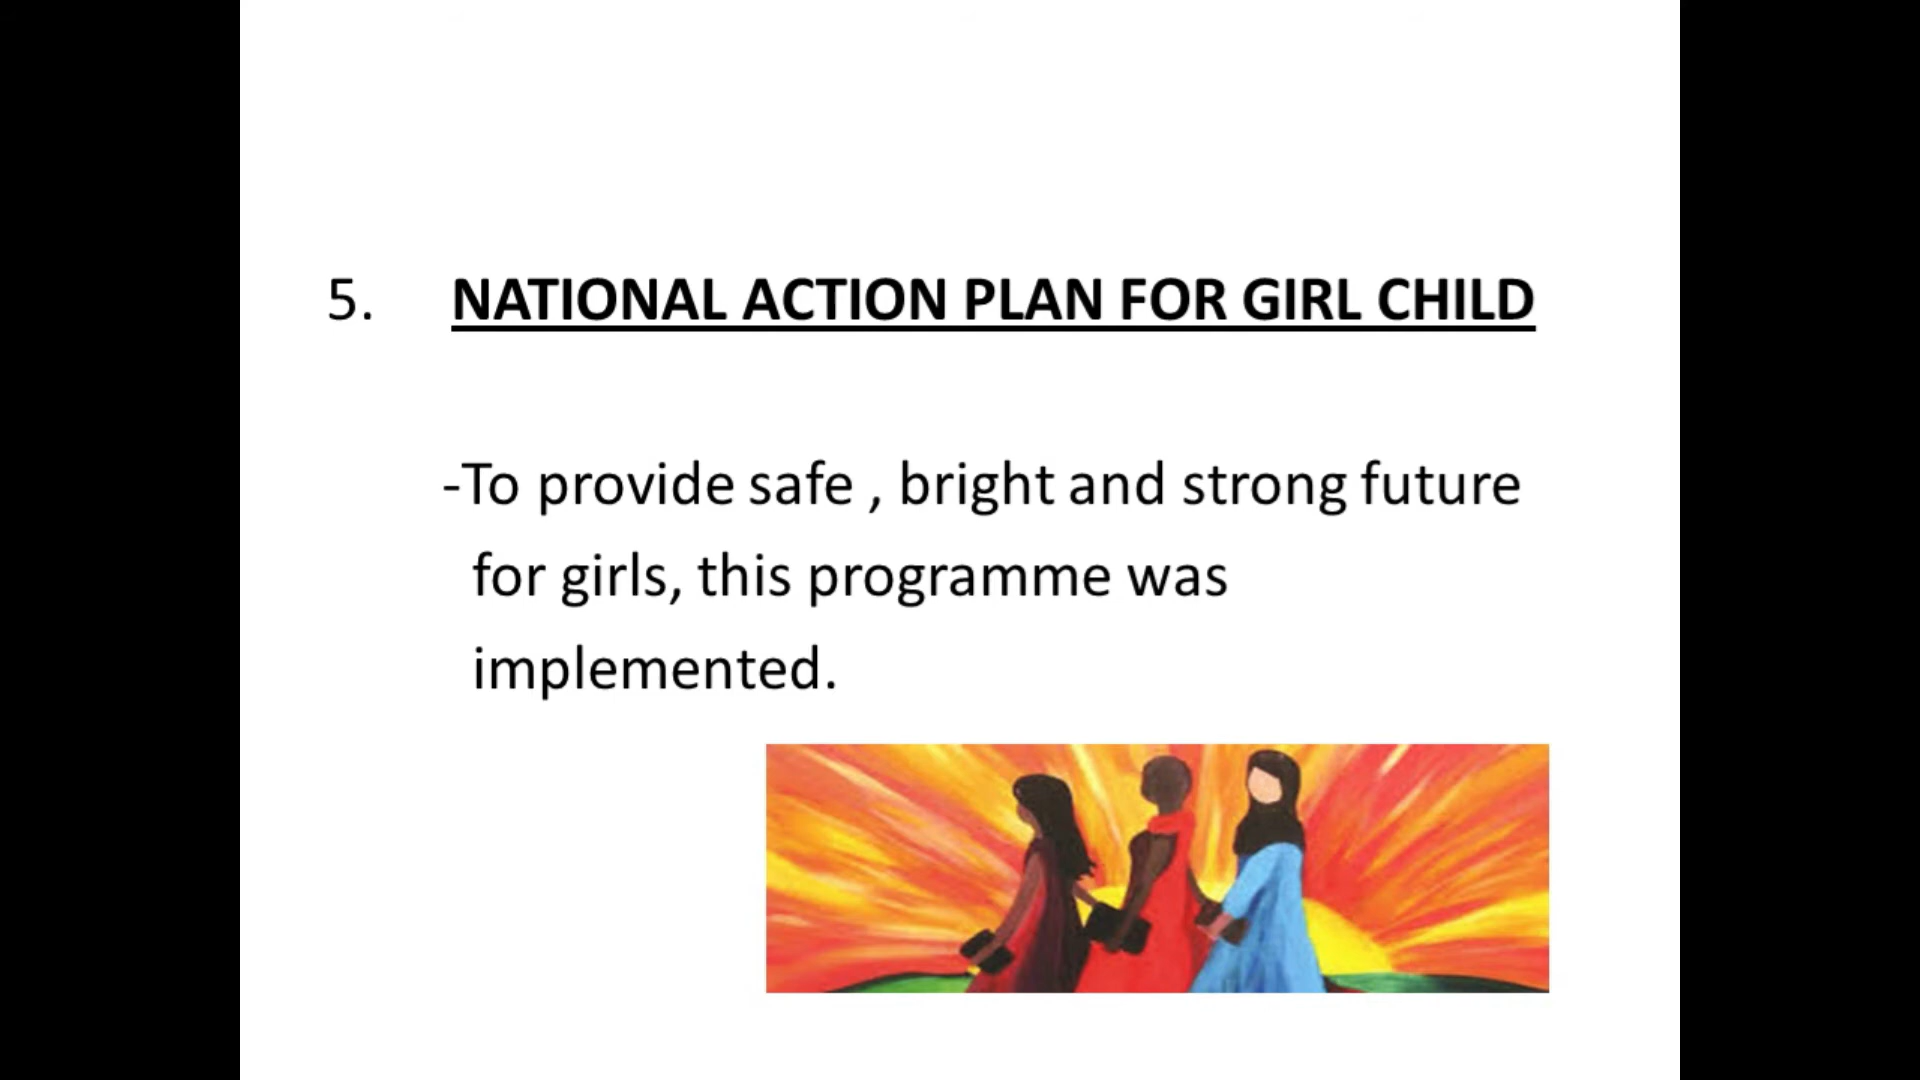 5. NATIONAL ACTION PLAN FOR GIRL CHILD
-To provide safe , bright and strong future
for girls, this programme was
implemented.